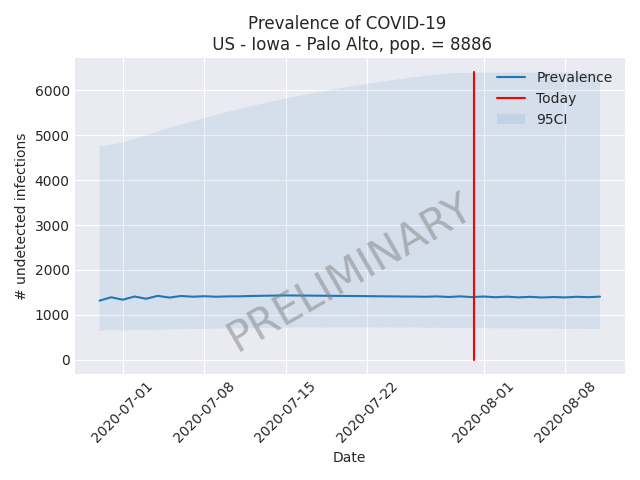 Prevalence of COVID-19
US - Iowa - Palo Alto, pop. = 8886
Prevalence
Today
95CI
6000
5000
4000
3000
2000
1000
0
# undetected infections
PRELIMINARY
2020-07-01
2020-07-08
2020-07-15
2020-07-22
2020-08-01
2020-08-08
Date